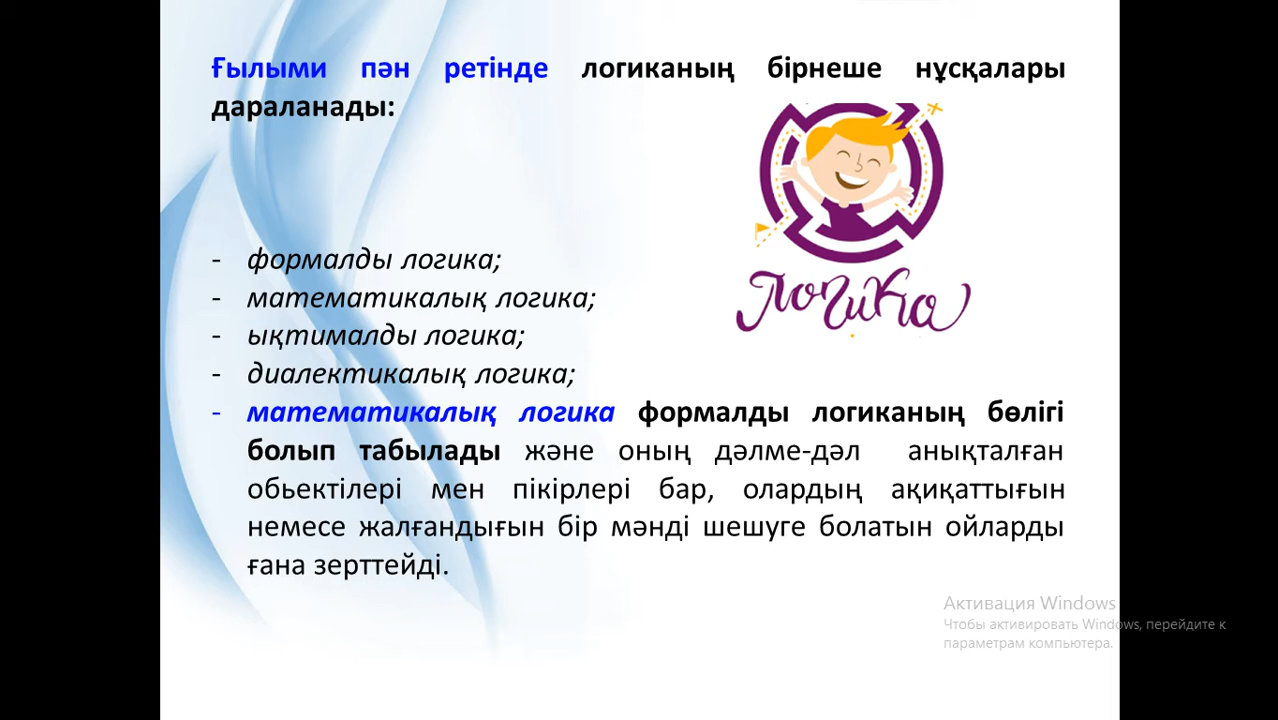 Ғылыми пән ретінде логиканың бірнеше нұсқалары
дараланады:
логика
- формалды логика;
- математикалық логика;
- ықтималды логика;
- диалектикалық логика;
- математикалық логика формалды логиканың бөлігі
болып табылады және оның дәлме-дәл анықталған
обьектілері мен пікірлері бар, олардың ақиқаттығын
немесе жалғандығын бір мәнді шешуге болатын ойларды
ғана зерттейді.
Активация Windows
Чтобы активировать Windows, перейдите к
параметрам компьютера.